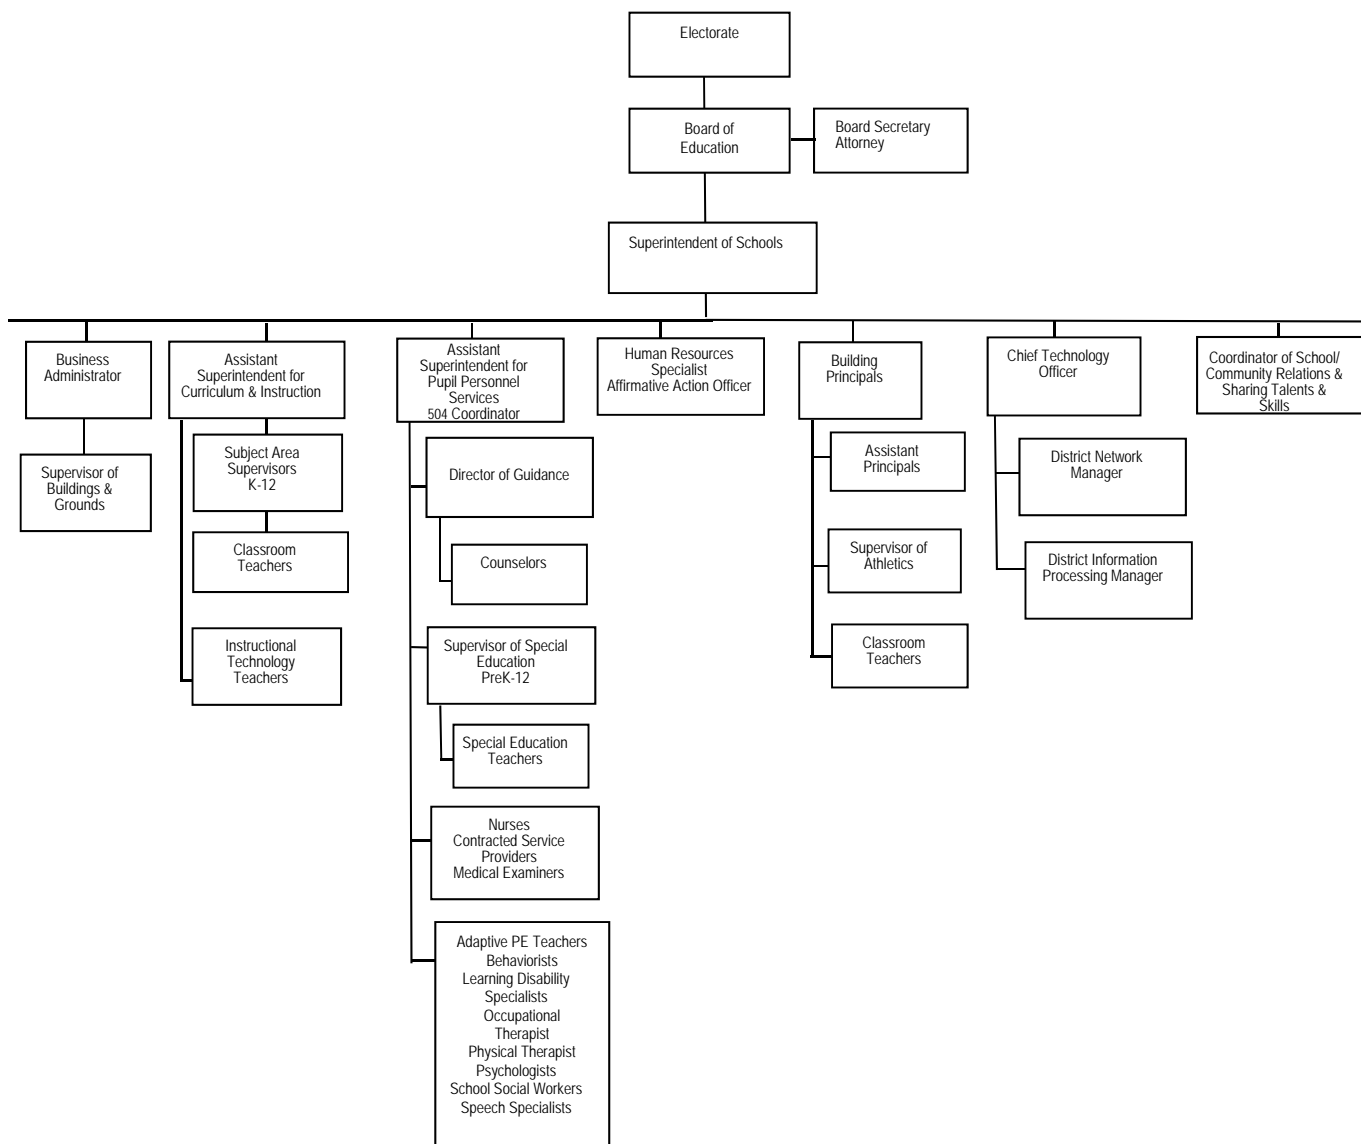 Electorate
Board of
Education
Board Secretary
Attorney
Superintendent of Schools
Business
Administrator
Supervisor of
Buildings &
Grounds
Assistant
Superintendent for
Curriculum & Instruction
Subject Area
Supervisors
K-12
Classroom
Teachers
Instructional
Technology
Teachers
Assistant
Superintendent for
Pupil Personnel
Services
504 Coordinator
Director of Guidance
Counselors
Supervisor of Special
Education
PreK-12
Special Education
Teachers
Nurses
Contracted Service
Providers
Medical Examiners
Adaptive PE Teachers
Behaviorists
Learning Disability
Specialists
Occupational
Therapist
Physical Therapist
Psychologists
School Social Workers
Speech Specialists
Human Resources
Specialist
Affirmative Action Officer
Building
Principals
Assistant
Principals
Supervisor of
Athletics
Classroom
Teachers
Chief Technology
Officer
District Network
Manager
District Information
Processing Manager
Coordinator of School/
Community Relations &
Sharing Talents &
Skills